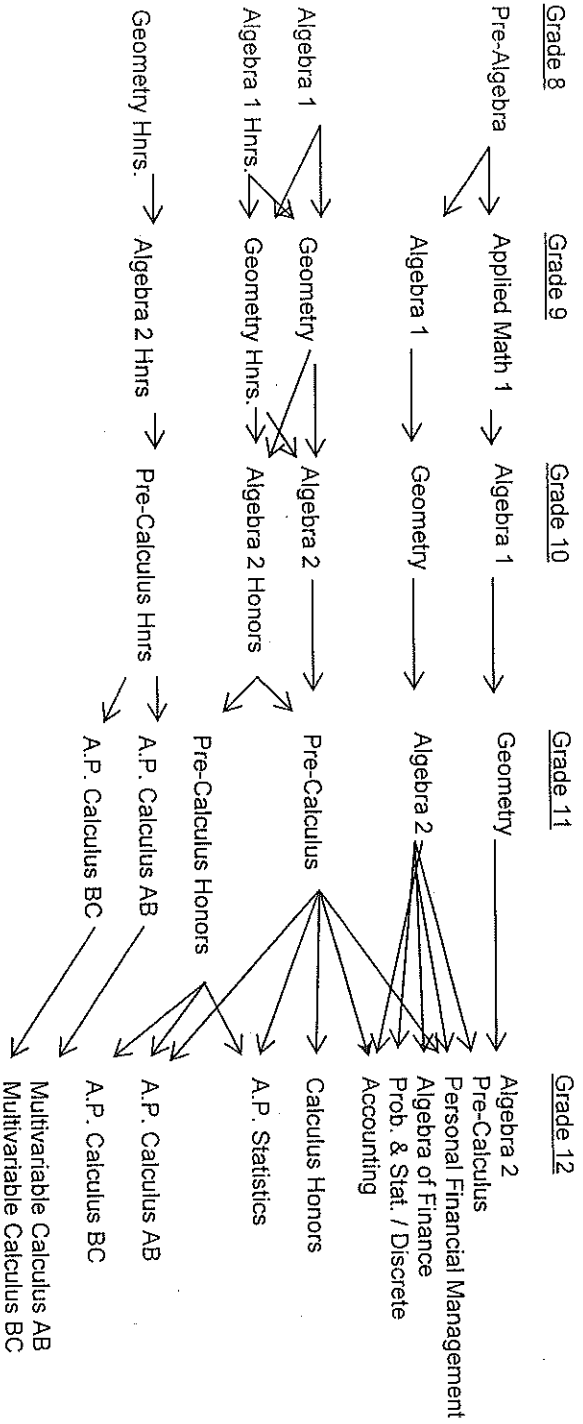 Grade 8
Pre-Algebra
Algebra 1
Algebra 1 Hnrs.
Geometry Hnrs.
Grade 9
Applied Math 1
Algebra 1
Geometry
Geometry Hnrs.
Algebra 2 Hnrs
Grade 10
Algebra 1
Geometry
Algebra 2
Algebra 2 Honors
Pre-Calculus Hnrs
Grade 11
Geometry
Algebra 2
Pre-Calculus
Pre-Calculus Honors
A.P. Calculus AB
A.P. Calculus BC
Grade 12
Algebra 2
Pre-Calculus
Personal Financial Management
Algebra of Finance
Prob. & Stat. / Discrete
Accounting
Calculus Honors
A.P. Statistics
A.P. Calculus AB
A.P. Calculus BC
Multivariable Calculus AB
Multivariable Calculus BC